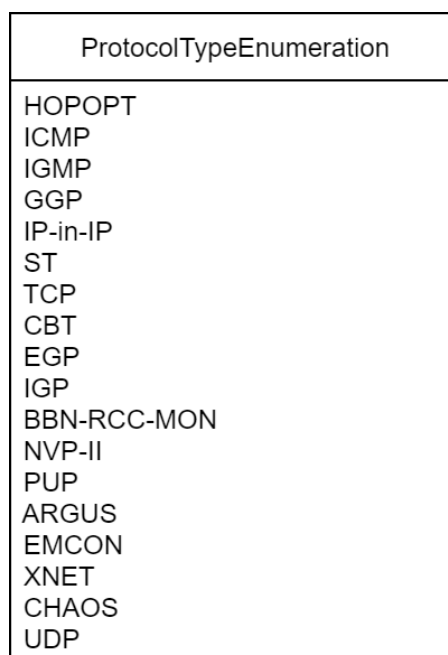 ProtocolTypeEnumeration
HOPOPT
ICMP
IGMP
GGP
IP-in-IP
ST
TCP
CBT
EGP
IGP
BBN-RCC-MON
NVP-II
PUP
ARGUS
EMCON
XNET
CHAOS
UDP